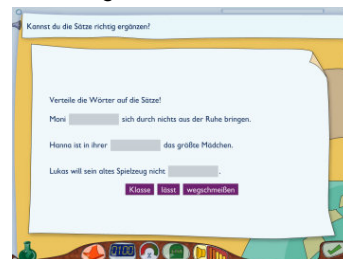 Kannst du die Sätze richtig ergänzen?
Verteile die Wörter auf die Sätze!
Moni sich durch nichts aus der Ruhe bringen.
Hanna ist in ihrer das größte Mädchen.
Lukas will sein altes Spielzeug nicht .
Klasse lässt wegschmeißen
0100